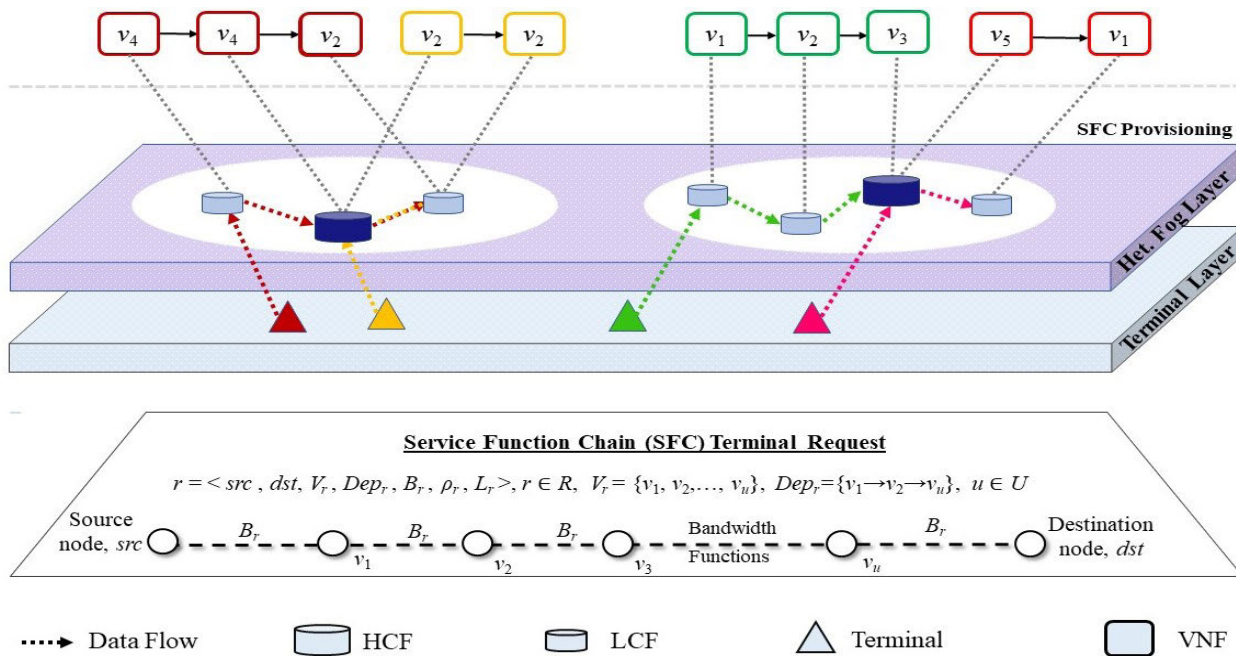 v4 v4 v2 v2 v2 v1 v2 v3 v5 v1
SFC Provisioning
Het. Fog Layer
Terminal Layer
Service Function Chain (SFC) Terminal Request
r = < src , dst, Vr , Depr , Br , ρr , Lr >, r ∈ R, Vr = {v1, v2,…, vu}, Depr={v1→v2→vu}, u ∈ U
Source
node, src
Br Br Br Bandwidth Br
Functions
v1 v2 v3 vu
Destination
node, dst
Data Flow HCF LCF Terminal VNF